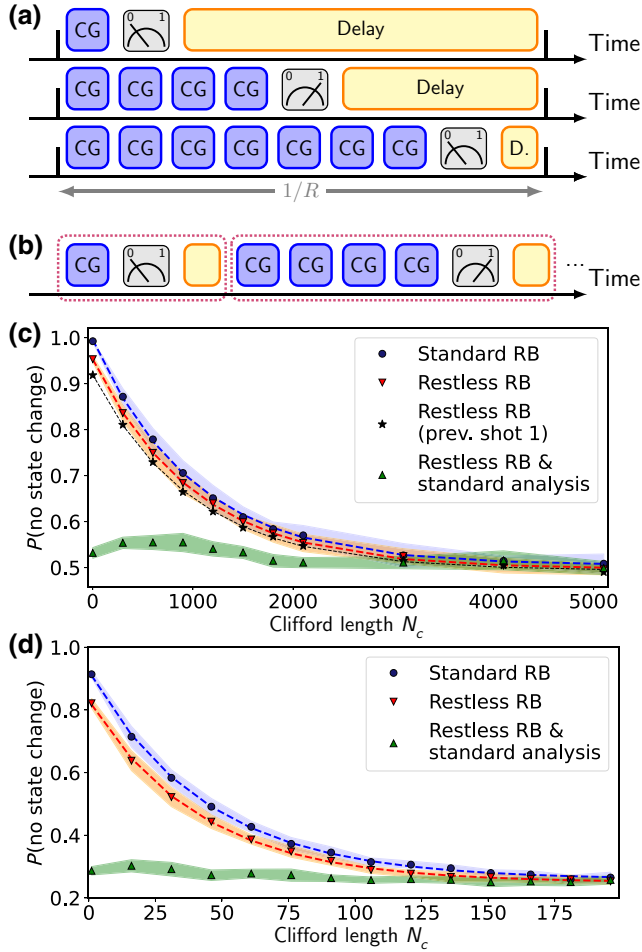 (a)
CG 0 1 Delay Time
CG CG CG CG 0 1 Delay Time
CG CG CG CG CG CG CG 0 1 D. Time
1/R
(b)
CG 0 1 CG CG CG CG 0 1 ... Time
(c)
P(no state change)
1.0
0.9
0.8
0.7
0.6
0.5
Standard RB
Restless RB
Restless RB
(prev. shot 1)
Restless RB &
standard analysis
0 1000 2000 3000 4000 5000
Clifford length N_c
(d)
P(no state change)
1.0
0.8
0.6
0.4
0.2
Standard RB
Restless RB
Restless RB &
standard analysis
0 25 50 75 100 125 150 175
Clifford length N_c